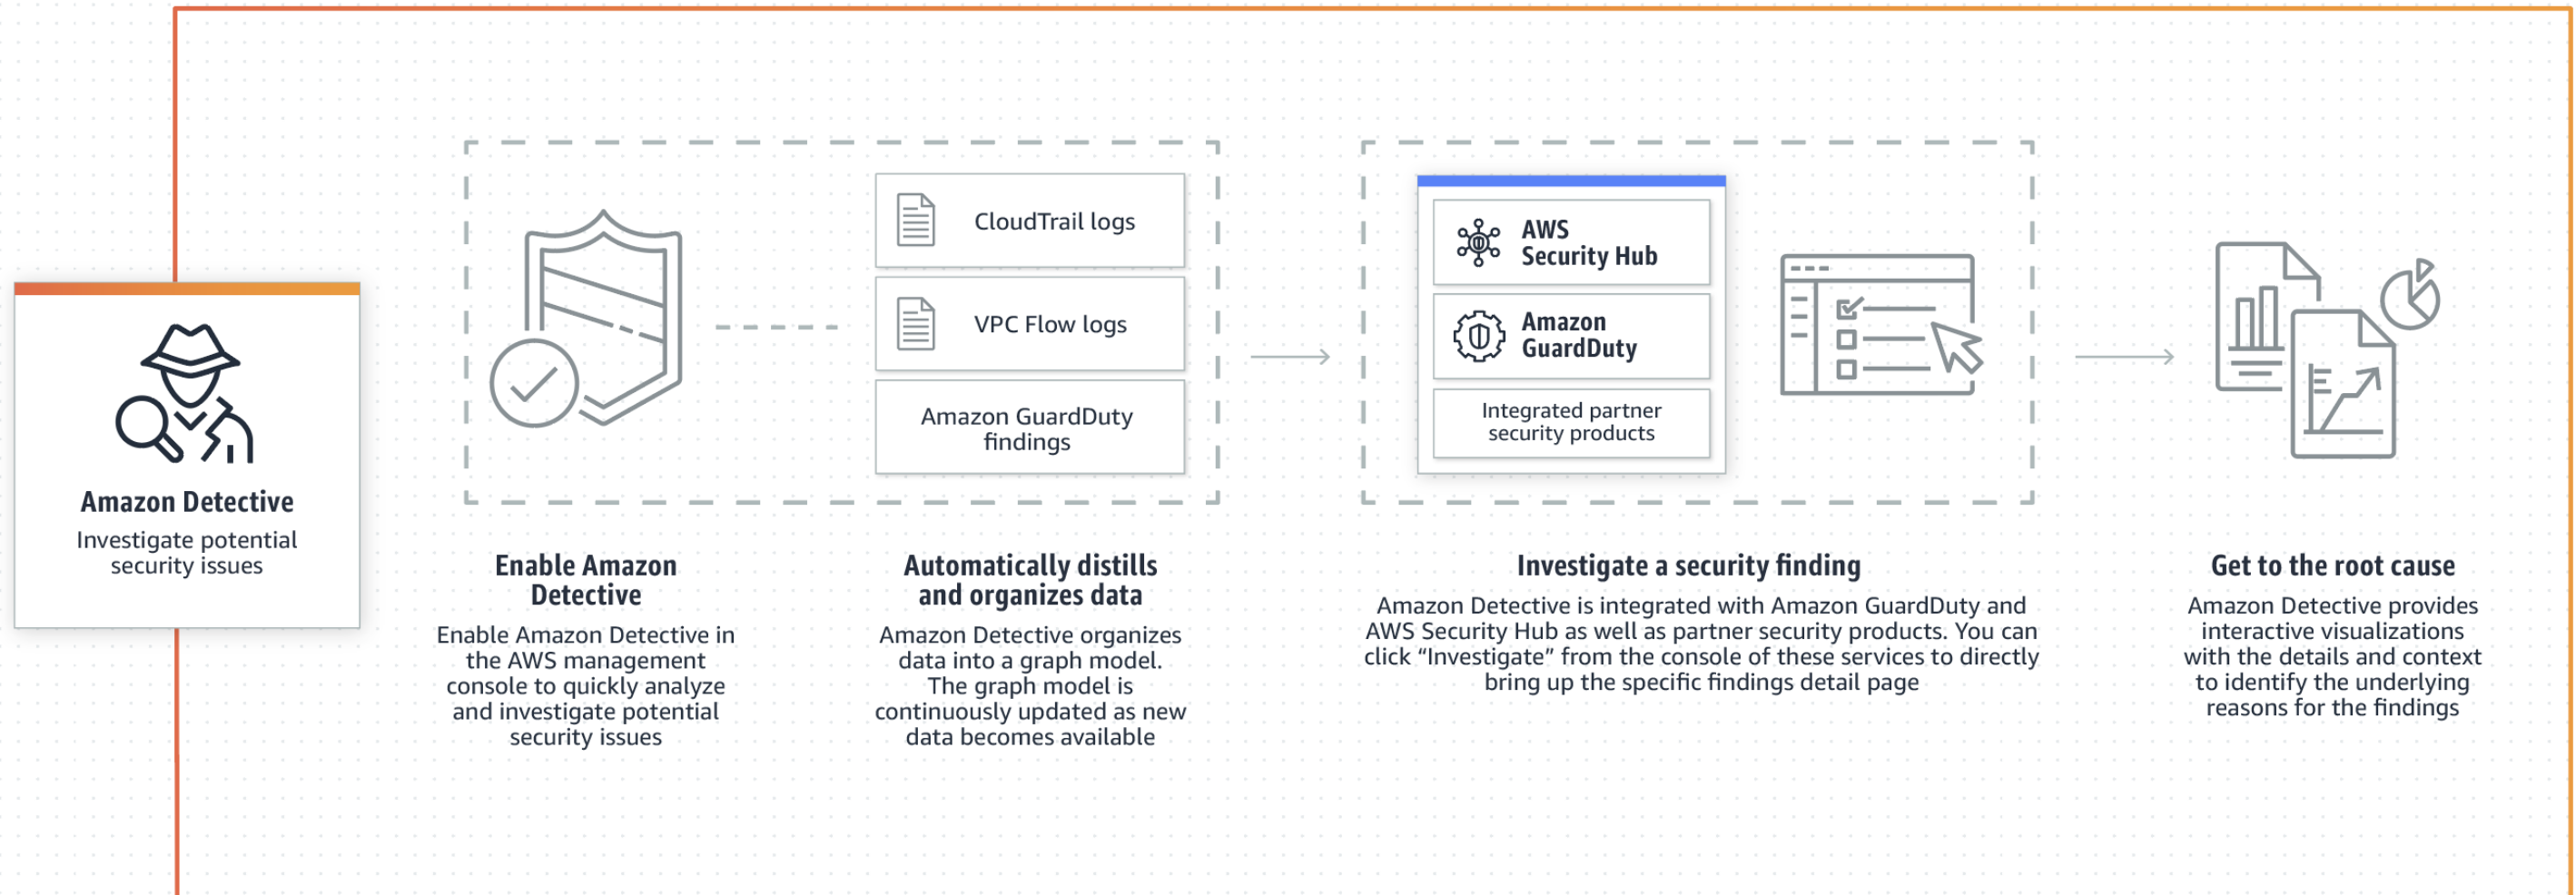 Amazon Detective
Investigate potential
security issues
CloudTrail logs
VPC Flow logs
Amazon GuardDuty
findings
Enable Amazon
Detective
Enable Amazon Detective in
the AWS management
console to quickly analyze
and investigate potential
security issues
Automatically distills
and organizes data
Amazon Detective organizes
data into a graph model.
The graph model is
continuously updated as new
data becomes available
AWS
Security Hub
Amazon
GuardDuty
Integrated partner
security products
Investigate a security finding
Amazon Detective is integrated with Amazon GuardDuty and
AWS Security Hub as well as partner security products. You can
click “Investigate” from the console of these services to directly
bring up the specific findings detail page
Get to the root cause
Amazon Detective provides
interactive visualizations
with the details and context
to identify the underlying
reasons for the findings